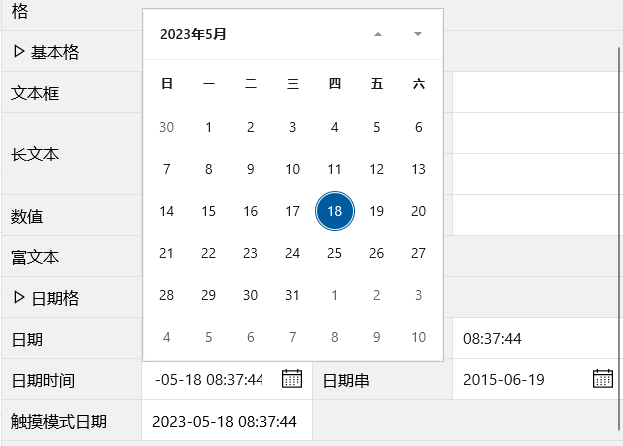 格
基本格
文本框
长文本
数值
富文本
日期格
2023年5月
日 一 二 三 四 五 六
30 1 2 3 4 5 6
7 8 9 10 11 12 13
14 15 16 17 18 19 20
21 22 23 24 25 26 27
28 29 30 31 1 2 3
4 5 6 7 8 9 10
日期 08:37:44
日期时间 -05-18 08:37:44 日期串 2015-06-19
触摸模式日期 2023-05-18 08:37:44